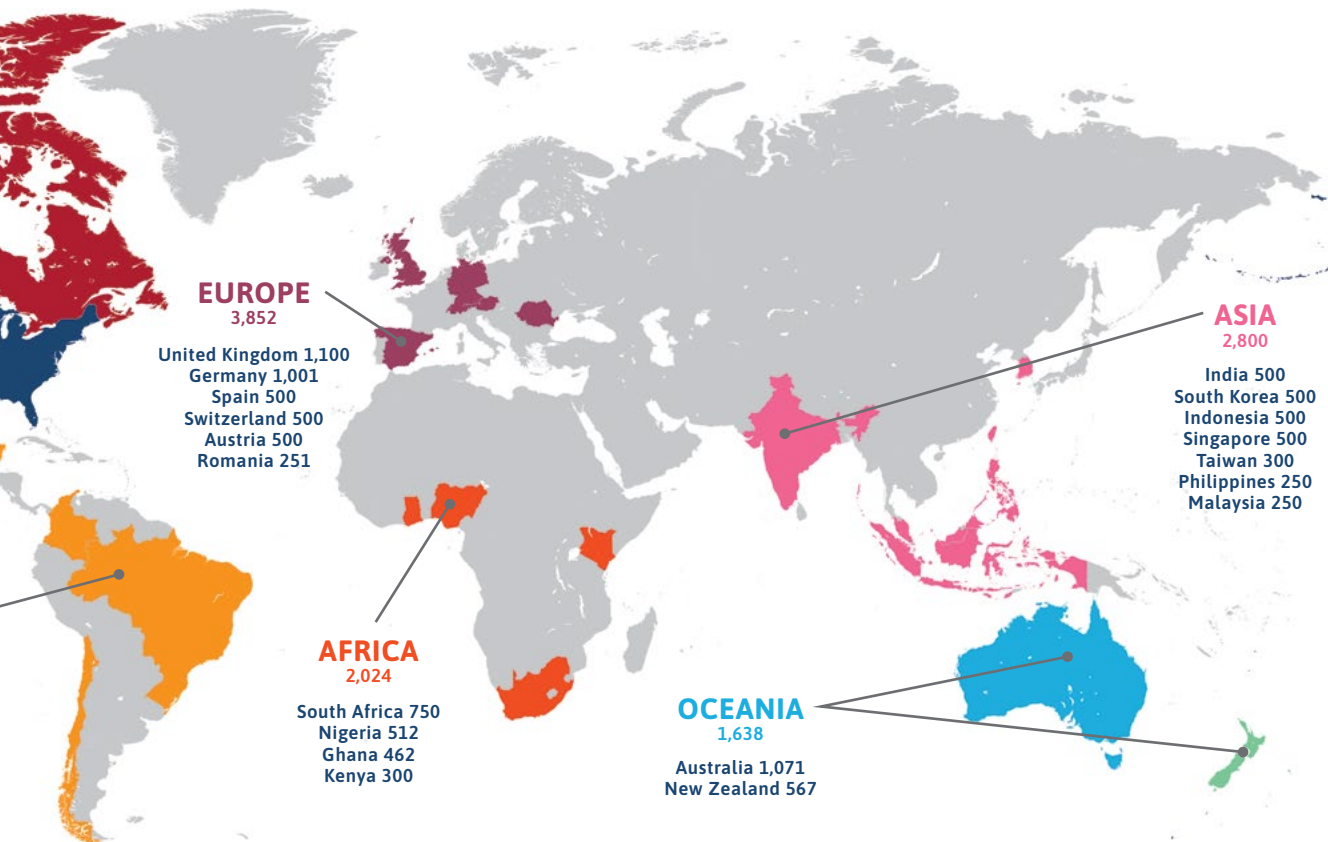 EUROPE
3,852
United Kingdom 1,100
Germany 1,001
Spain 500
Switzerland 500
Austria 500
Romania 251
ASIA
2,800
India 500
South Korea 500
Indonesia 500
Singapore 500
Taiwan 300
Philippines 250
Malaysia 250
AFRICA
2,024
South Africa 750
Nigeria 512
Ghana 462
Kenya 300
OCEANIA
1,638
Australia 1,071
New Zealand 567